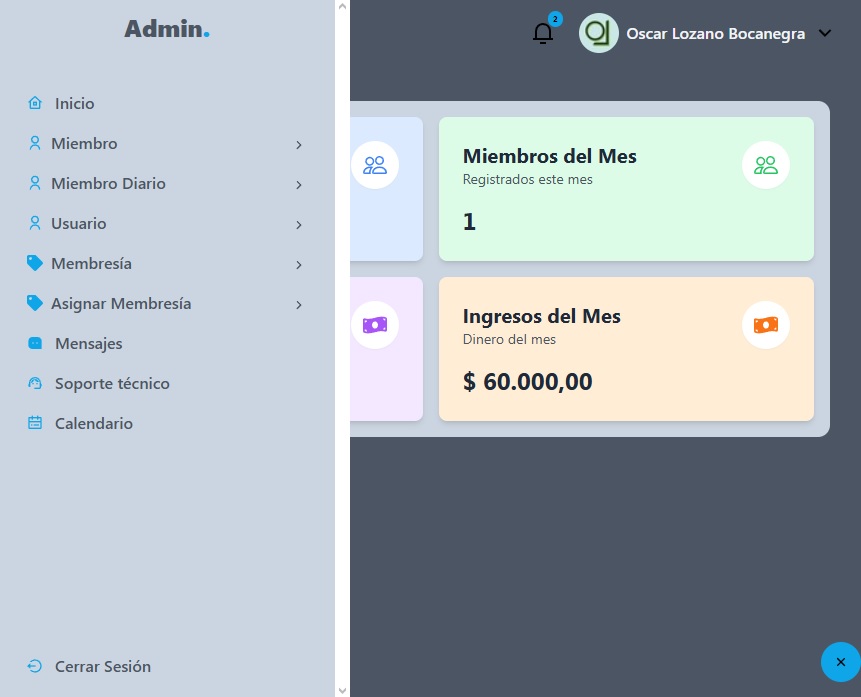 Admin.
2
Oscar Lozano Bocanegra
Inicio
Miembro
Miembro Diario
Usuario
Membresía
Asignar Membresía
Mensajes
Soporte técnico
Calendario
Cerrar Sesión
Miembros del Mes
Registrados este mes
1
Ingresos del Mes
Dinero del mes
$ 60.000,00